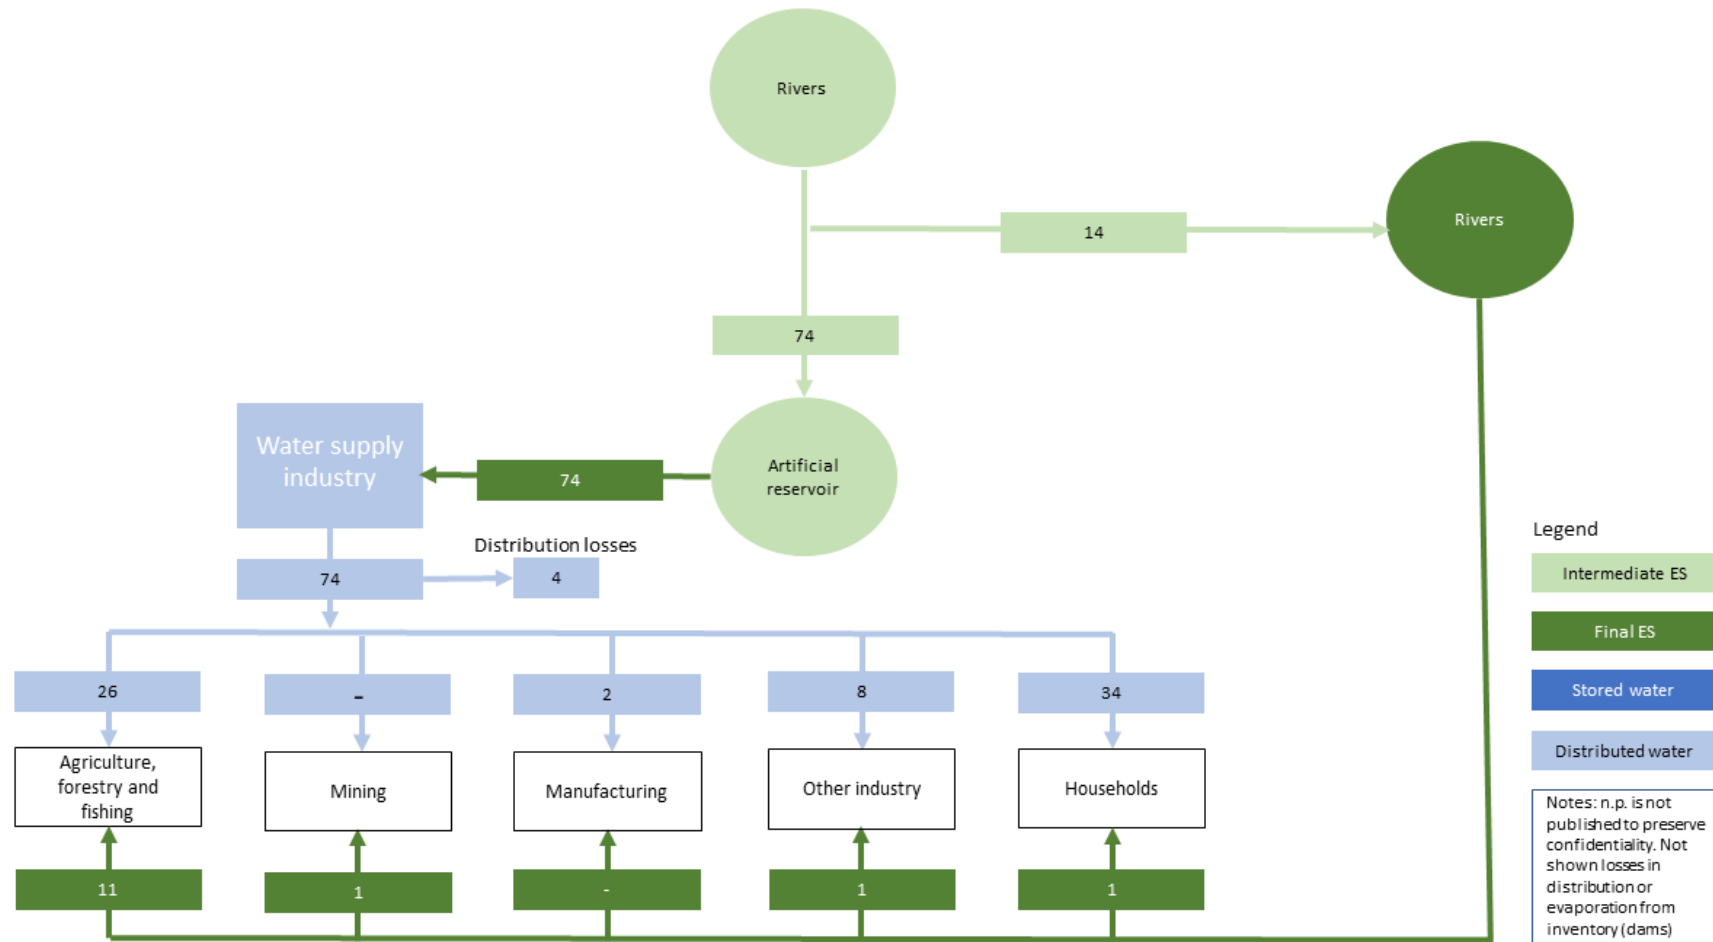 Rivers
Rivers
14
74
Artificial
reservoir
Water supply
industry
74
Distribution losses
74
4
26
-
2
8
34
Agriculture,
forestry and
fishing
Mining
Manufacturing
Other industry
Households
11
1
-
1
1
Legend
Intermediate ES
Final ES
Stored water
Distributed water
Notes: n.p. is not
published to preserve
confidentiality. Not
shown losses in
distribution or
evaporation from
inventory (dams)